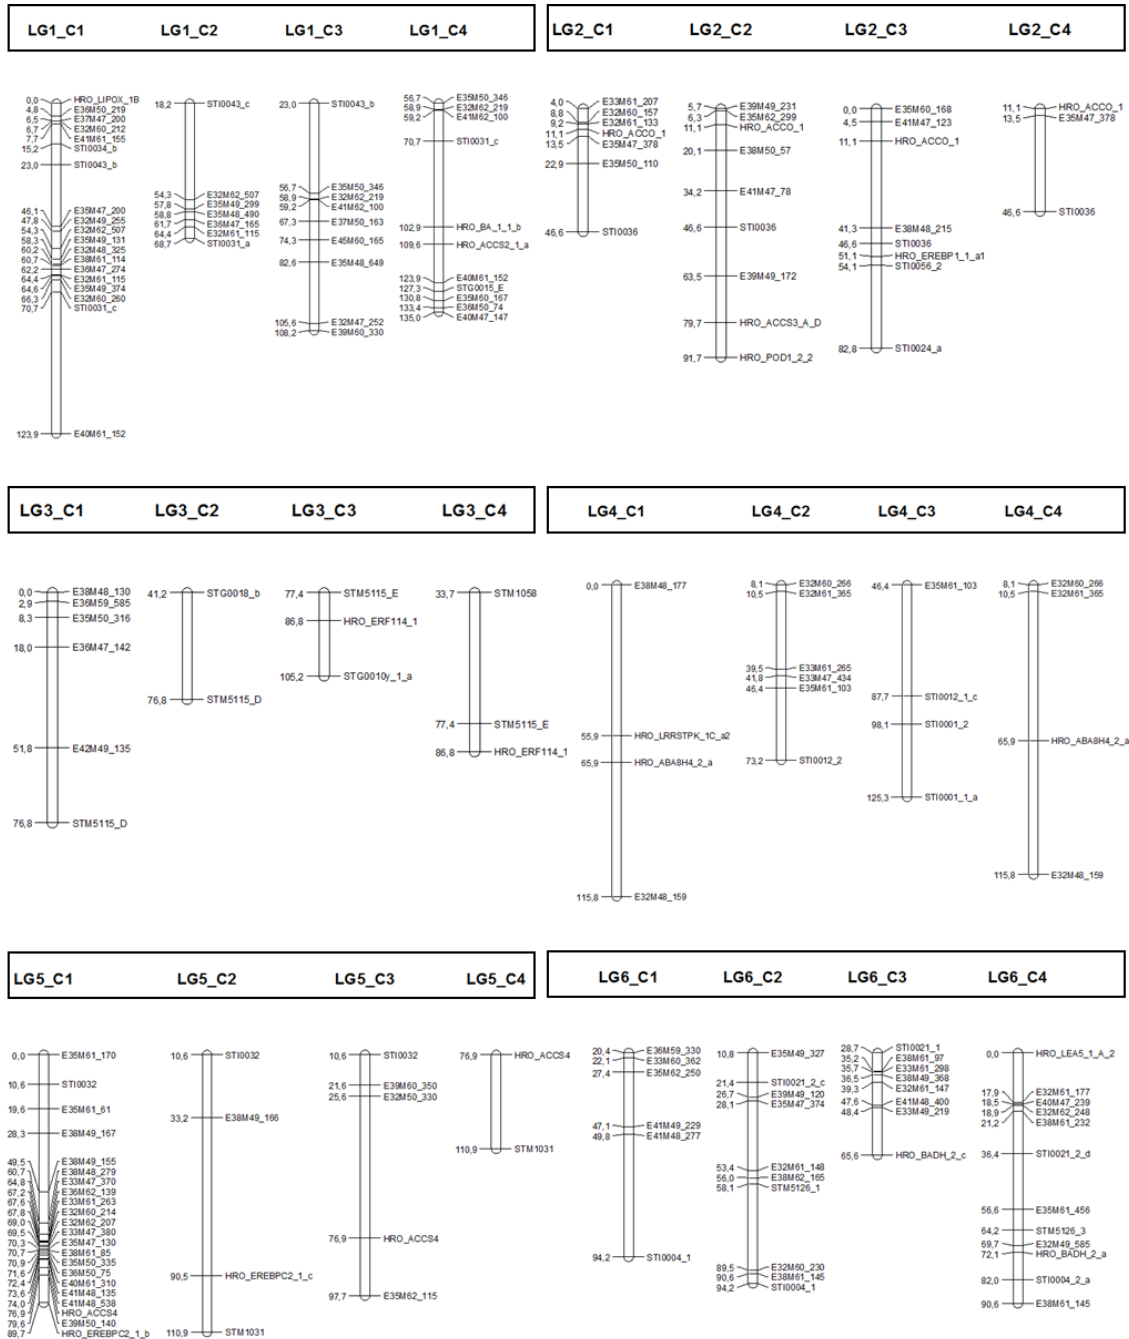 LG1_C1 LG1_C2 LG1_C3 LG1_C4
0,0 HRO_LIPOX_1B
4,8 E36M50_219
6,5 E37M47_200
6,7 E32M60_212
7,7 E41M61_155
15,2 STI0034_b
23,0 STI0043_b
46,1 E35M47_200
47,8 E32M49_255
54,3 E32M62_507
58,3 E35M49_131
60,2 E32M48_325
60,7 E38M61_114
62,2 E36M47_274
64,4 E32M61_115
64,6 E35M49_374
66,3 E32M60_260
70,7 STI0031_c
123,9 E40M61_152
18,2 STI0043_c
54,3 E32M62_507
57,8 E35M49_299
58,8 E35M48_490
61,7 E36M47_165
64,4 E32M61_115
68,7 STI0031_a
23,0 STI0043_b
56,7 E35M50_346
58,9 E32M62_219
59,2 E41M62_100
67,3 E37M50_163
74,3 E45M60_165
82,6 E35M48_649
105,6 E32M47_252
108,2 E39M60_330
56,7 E35M50_346
58,9 E32M62_219
59,2 E41M62_100
70,7 STI0031_c
102,9 HRO_BA_1_1_b
109,6 HRO_ACCS2_1_a
123,9 E40M61_152
127,3 STG0015_E
130,8 E35M60_167
133,4 E36M50_74
135,0 E40M47_147
LG2_C1 LG2_C2 LG2_C3 LG2_C4
4,0 E33M61_207
8,8 E32M60_157
9,2 E32M61_133
11,1 HRO_ACCO_1
13,5 E35M47_378
22,9 E35M50_110
46,6 STI0036
5,7 E39M49_231
6,3 E35M62_299
11,1 HRO_ACCO_1
20,1 E38M50_57
34,2 E41M47_78
46,6 STI0036
63,5 E39M49_172
79,7 HRO_ACCS3_A_D
91,7 HRO_POD1_2_2
0,0 E35M60_168
4,5 E41M47_123
11,1 HRO_ACCO_1
41,3 E38M48_215
46,6 STI0036
51,1 HRO_EREBP1_1_a1
54,1 STI0056_2
82,8 STI0024_a
11,1 HRO_ACCO_1
13,5 E35M47_378
46,6 STI0036
LG3_C1 LG3_C2 LG3_C3 LG3_C4
0,0 E38M48_130
2,9 E36M59_585
8,3 E35M50_316
18,0 E36M47_142
51,8 E42M49_135
76,8 STM5115_D
41,2 STG0018_b
76,8 STM5115_D
77,4 STM5115_E
86,8 HRO_ERF114_1
105,2 STG0010y_1_a
33,7 STM1058
77,4 STM5115_E
86,8 HRO_ERF114_1
LG4_C1 LG4_C2 LG4_C3 LG4_C4
0,0 E38M48_177
55,9 HRO_LRRSTPK_1C_a2
65,9 HRO_ABA8H4_2_a
115,8 E32M48_159
8,1 E32M60_266
10,5 E32M61_365
39,5 E33M61_265
41,8 E33M47_434
46,4 E35M61_103
73,2 STI0012_2
46,4 E35M61_103
87,7 STI0012_1_c
98,1 STI0001_2
125,3 STI0001_1_a
8,1 E32M60_266
10,5 E32M61_365
65,9 HRO_ABA8H4_2_a
115,8 E32M48_159
LG5_C1 LG5_C2 LG5_C3 LG5_C4
0,0 E35M61_170
10,6 STI0032
19,6 E35M61_61
28,3 E38M49_167
49,5 E38M49_155
60,7 E38M48_279
64,8 E33M47_370
67,2 E36M62_139
67,6 E33M61_263
67,8 E32M60_214
69,0 E32M62_207
69,5 E33M47_380
70,3 E35M47_130
70,7 E38M61_85
70,9 E35M50_335
71,6 E36M50_75
72,4 E40M61_310
73,6 E41M48_135
74,0 E41M48_538
76,9 HRO_ACCS4
79,6 E39M50_140
89,7 HRO_EREBPC2_1_b
10,6 STI0032
33,2 E38M49_166
90,5 HRO_EREBPC2_1_c
110,9 STM1031
10,6 STI0032
21,6 E39M60_350
25,6 E32M50_330
76,9 HRO_ACCS4
97,7 E35M62_115
76,9 HRO_ACCS4
110,9 STM1031
LG6_C1 LG6_C2 LG6_C3 LG6_C4
20,4 E36M59_330
22,1 E33M60_362
27,4 E35M62_250
47,1 E41M49_229
49,8 E41M48_277
94,2 STI0004_1
10,8 E35M49_327
21,4 STI0021_2_c
26,7 E39M49_120
28,1 E35M47_374
53,4 E32M61_148
56,0 E38M62_165
58,1 STM5126_1
89,5 E32M60_230
90,6 E38M61_145
94,2 STI0004_1
28,7 STI0021_1
35,2 E38M61_97
35,7 E33M61_298
36,5 E38M49_368
39,3 E32M61_147
47,6 E41M48_400
48,4 E33M49_219
65,6 HRO_BADH_2_c
0,0 HRO_LEA5_1_A_2
17,9 E32M61_177
18,5 E40M47_239
18,9 E32M62_248
21,2 E38M61_232
36,4 STI0021_2_d
56,6 E35M61_456
64,2 STM5126_3
69,7 E32M49_585
72,1 HRO_BADH_2_a
82,0 STI0004_2_a
90,6 E38M61_145